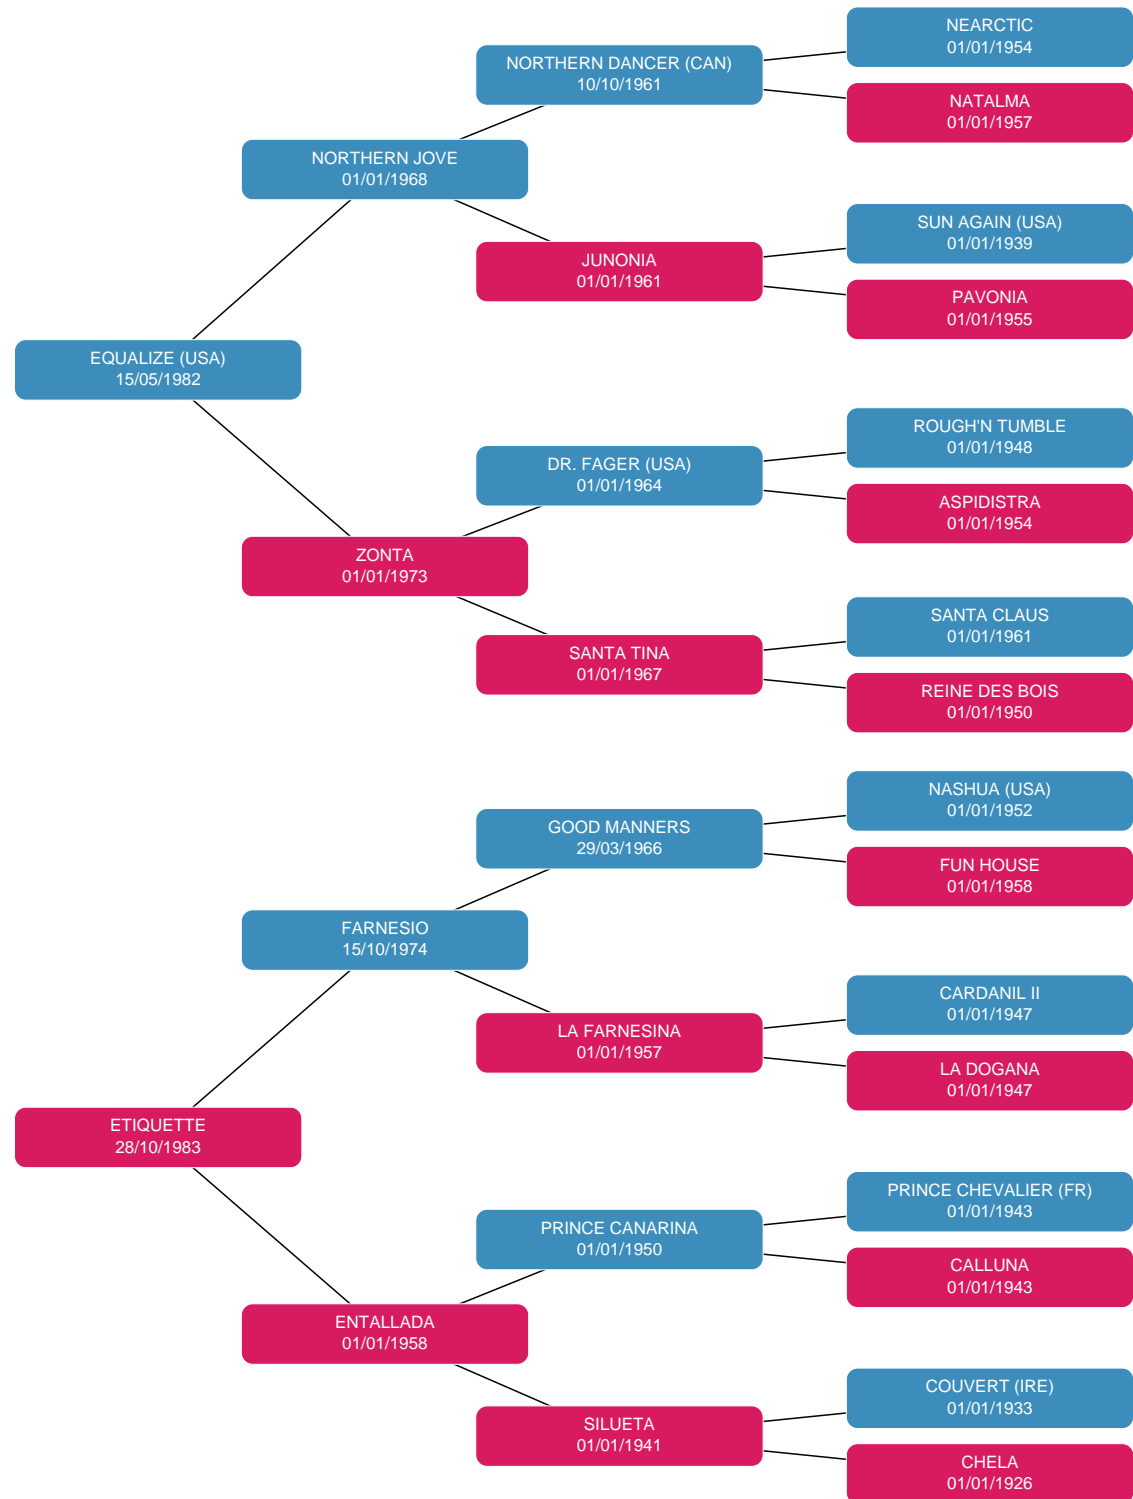 NEARCTIC
01/01/1954
NORTHERN DANCER (CAN)
10/10/1961
NATALMA
01/01/1957
NORTHERN JOVE
01/01/1968
SUN AGAIN (USA)
01/01/1939
JUNONIA
01/01/1961
PAVONIA
01/01/1955
EQUALIZE (USA)
15/05/1982
ROUGH'N TUMBLE
01/01/1948
DR. FAGER (USA)
01/01/1964
ASPIDISTRA
01/01/1954
ZONTA
01/01/1973
SANTA CLAUS
01/01/1961
SANTA TINA
01/01/1967
REINE DES BOIS
01/01/1950
NASHUA (USA)
01/01/1952
GOOD MANNERS
29/03/1966
FUN HOUSE
01/01/1958
FARNESIO
15/10/1974
CARDANIL II
01/01/1947
LA FARNESINA
01/01/1957
LA DOGANA
01/01/1947
ETIQUETTE
28/10/1983
PRINCE CHEVALIER (FR)
01/01/1943
PRINCE CANARINA
01/01/1950
CALLUNA
01/01/1943
ENTALLADA
01/01/1958
COUVERT (IRE)
01/01/1933
SILUETA
01/01/1941
CHELA
01/01/1926